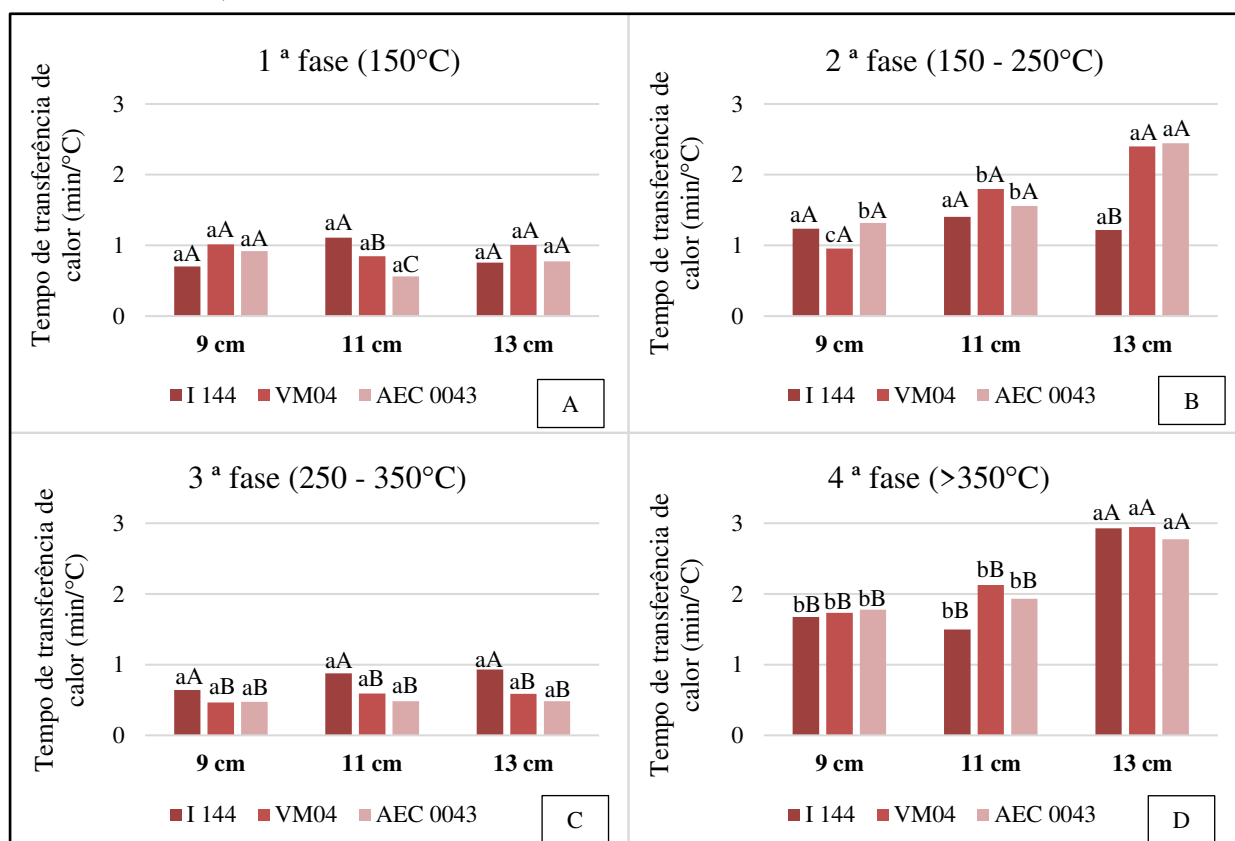 1 ª fase (150°C)
Tempo de transferência de
calor (min/°C)
3
2
1
0
aA aA aA
aA aB aC
aA aA aA
9 cm 11 cm 13 cm
I 144 VM04 AEC 0043
A
2 ª fase (150 - 250°C)
Tempo de transferência de
calor (min/°C)
3
2
1
0
aA cA bA
aA bA bA
aB aA aA
9 cm 11 cm 13 cm
I 144 VM04 AEC 0043
B
3 ª fase (250 - 350°C)
Tempo de transferência de
calor (min/°C)
3
2
1
0
aA aB aB
aA aB aB
aA aB aB
9 cm 11 cm 13 cm
I 144 VM04 AEC 0043
C
4 ª fase (>350°C)
Tempo de transferência de
calor (min/°C)
3
2
1
0
bB bB bB
bB bB bB
aA aA aA
9 cm 11 cm 13 cm
I 144 VM04 AEC 0043
D